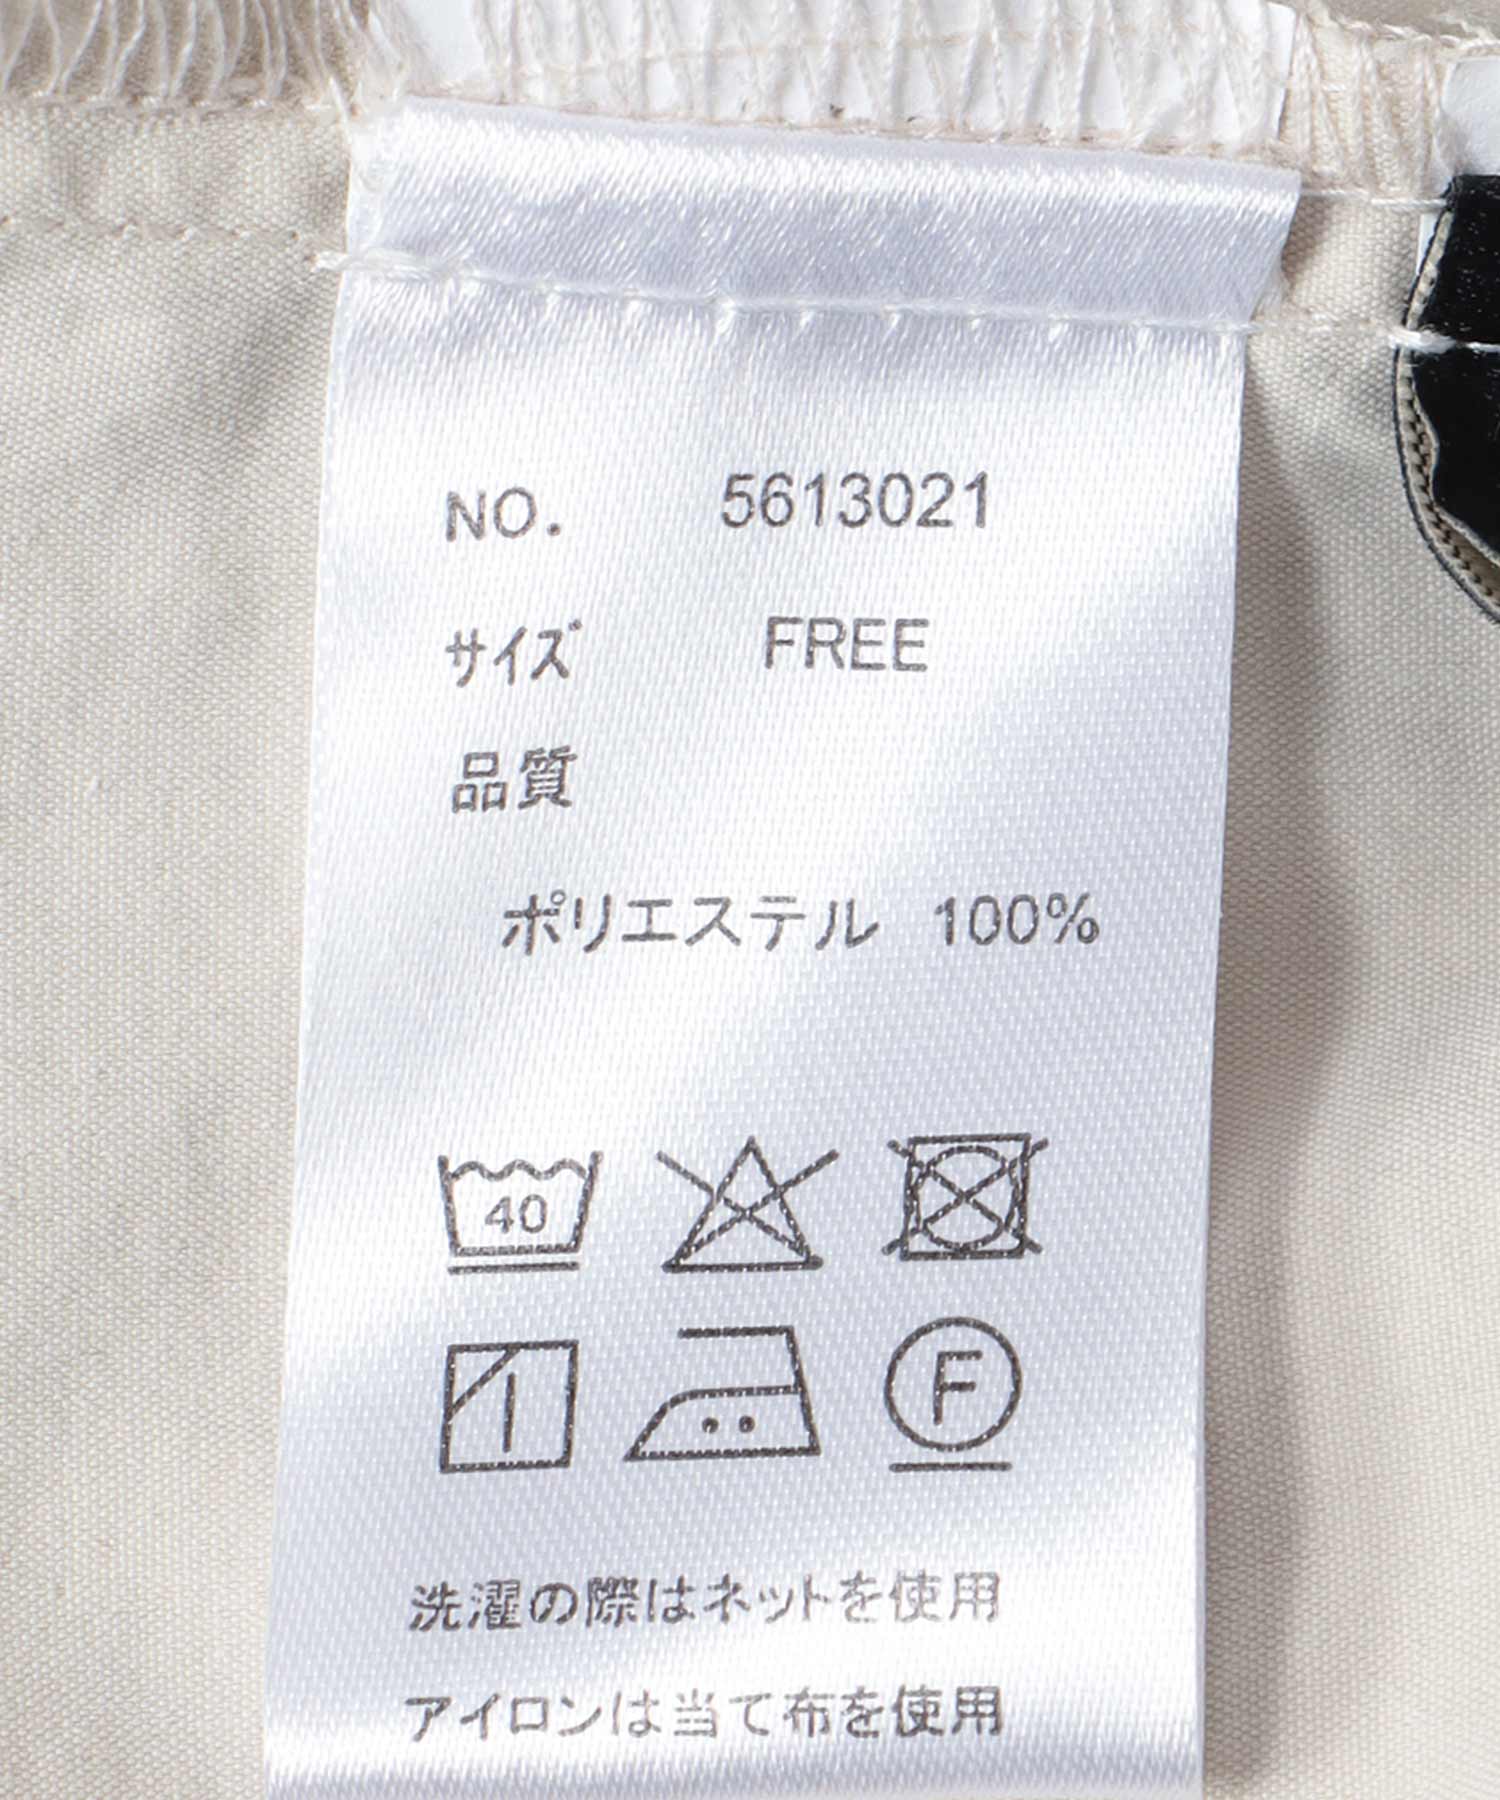 NO. 5613021
サイズ FREE
品質
ポリエステル 100%
40
F
洗濯の際はネットを使用
アイロンは当て布を使用